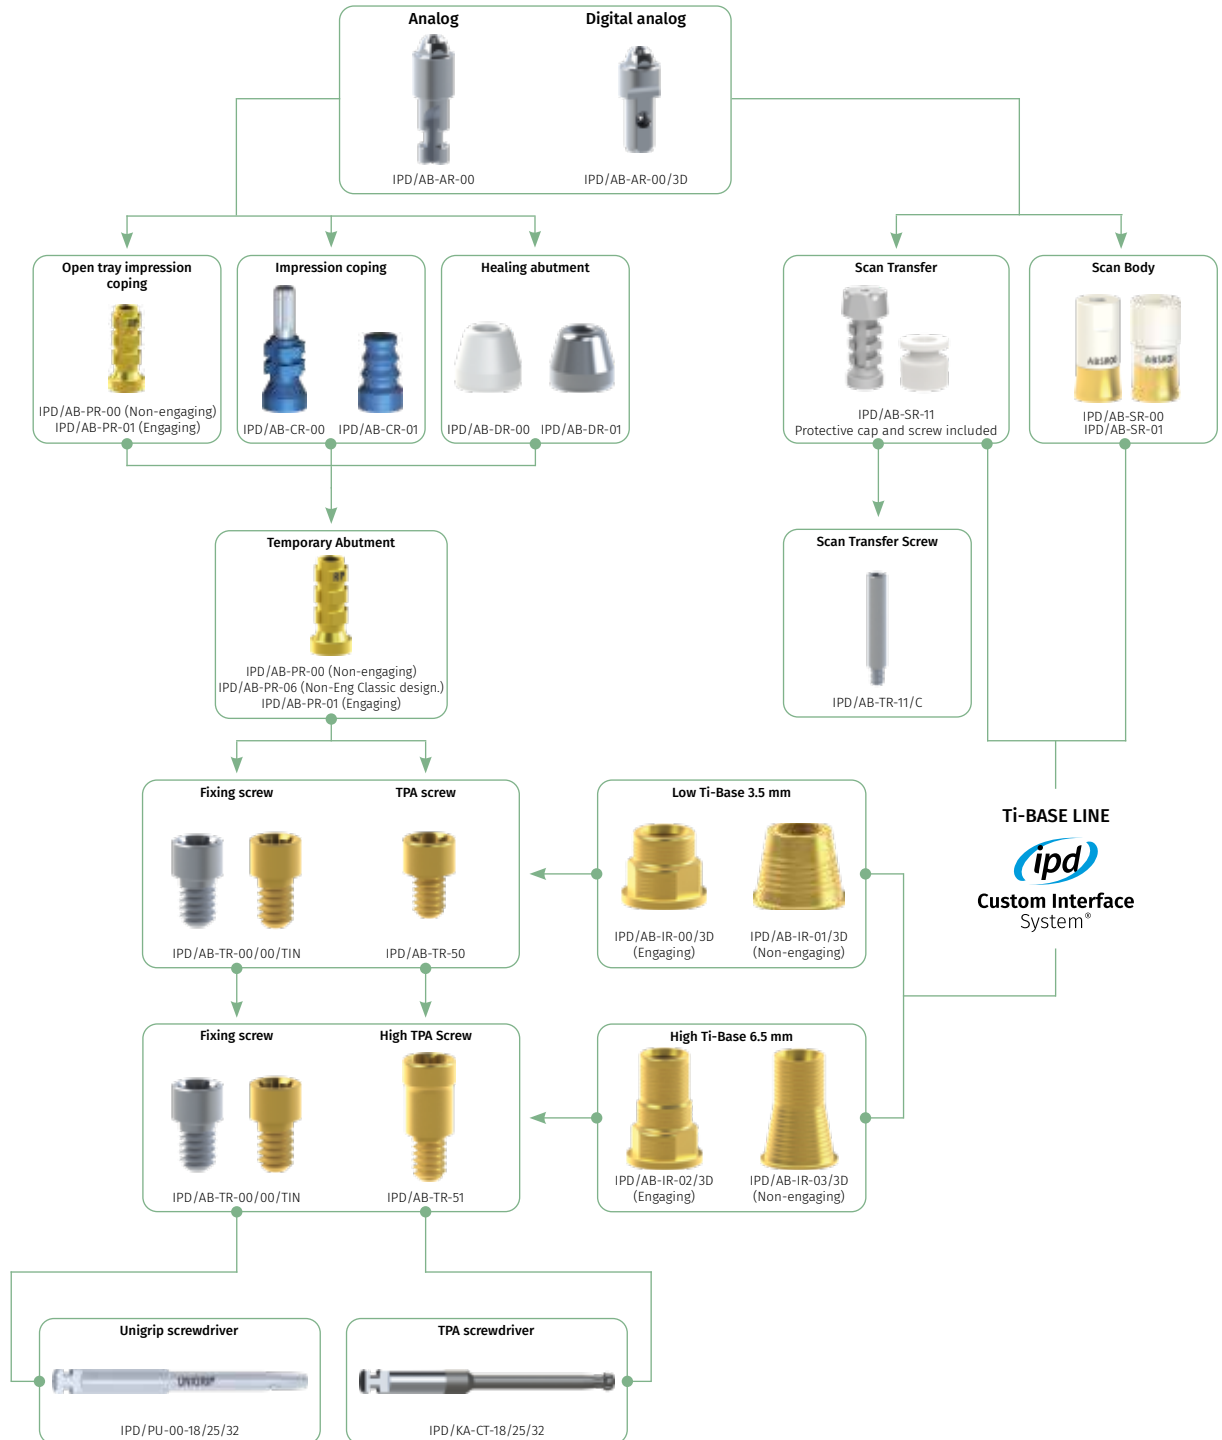 Analog
Digital analog
IPD/AB-AR-00
IPD/AB-AR-00/3D
Open tray impression
coping
IPD/AB-PR-00 (Non-engaging)
IPD/AB-PR-01 (Engaging)
Impression coping
IPD/AB-CR-00
IPD/AB-CR-01
Healing abutment
IPD/AB-DR-00
IPD/AB-DR-01
Scan Transfer
IPD/AB-SR-11
Protective cap and screw included
Scan Body
IPD/AB-SR-00
IPD/AB-SR-01
Temporary Abutment
IPD/AB-PR-00 (Non-engaging)
IPD/AB-PR-06 (Non-Eng Classic design.)
IPD/AB-PR-01 (Engaging)
Scan Transfer Screw
IPD/AB-TR-11/C
Fixing screw
TPA screw
IPD/AB-TR-00/00/TIN
IPD/AB-TR-50
Low Ti-Base 3.5 mm
IPD/AB-IR-00/3D
(Engaging)
IPD/AB-IR-01/3D
(Non-engaging)
Ti-BASE LINE
ipd
Custom Interface
System®
Fixing screw
High TPA Screw
IPD/AB-TR-00/00/TIN
IPD/AB-TR-51
High Ti-Base 6.5 mm
IPD/AB-IR-02/3D
(Engaging)
IPD/AB-IR-03/3D
(Non-engaging)
Unigrip screwdriver
UNIGRIP
IPD/PU-00-18/25/32
TPA screwdriver
IPD/KA-CT-18/25/32